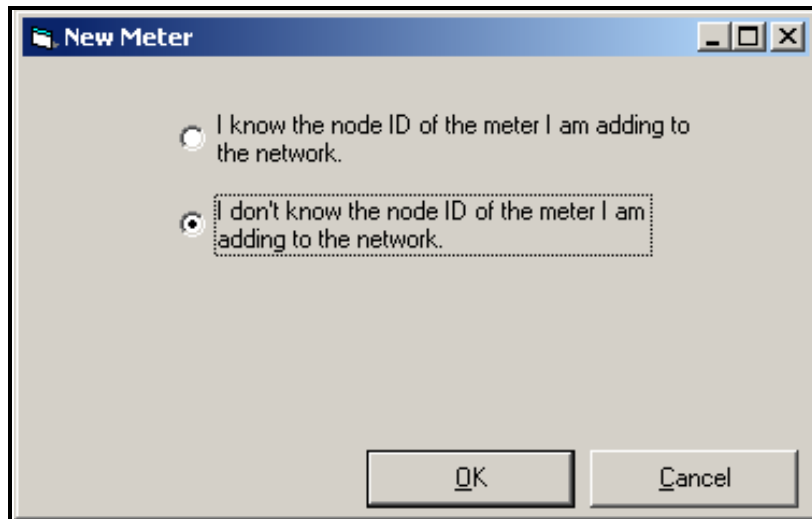 New Meter
I know the node ID of the meter I am adding to
the network.
I don't know the node ID of the meter I am
adding to the network.
OK
Cancel